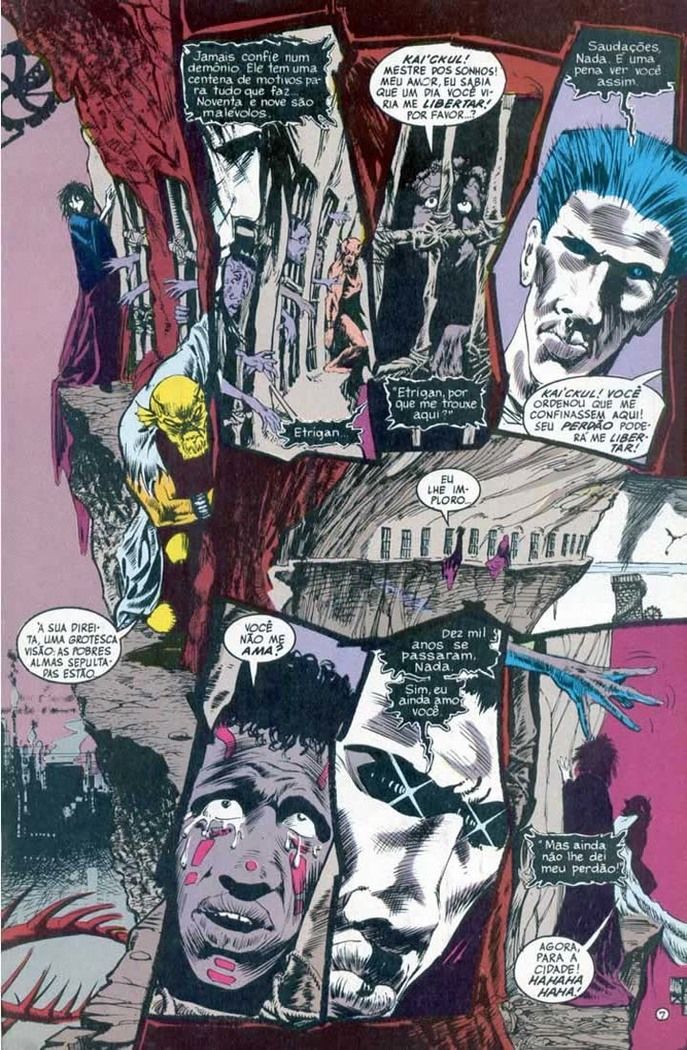 Jamais confie num
demônio. Ele tem uma
centena de motivos pa-
ra tudo que faz...
Noventa e nove são
malévolos.
KAI'CKUL!
MESTRE DOS SONHOS!
MEU AMOR, EU SABIA
QUE UM DIA VOCÊ VI-
RIA ME LIBERTAR!
POR FAVOR...?
Saudações,
Nada. É uma
pena ver você
assim.
Etrigan...
"Etrigan, por
que me trouxe
aqui?"
KAI'CKUL! VOCÊ
ORDENOU QUE ME
CONFINASSEM AQUI!
SEU PERDÃO PODE-
RÁ ME LIBER-
TAR!
EU
LHE IM-
PLORO...
"À SUA DIREI-
TA, UMA GROTESCA
VISÃO: AS POBRES
ALMAS SEPULTA-
PAS ESTÃO.
VOCÊ
NÃO ME
AMA?
Dez mil
anos se
passaram,
Nada.
Sim, eu
ainda amo
você.
"Mas ainda
não lhe dei
meu perdão!"
AGORA,
PARA A
CIDADE!
HAHAHA
HAHA!
7